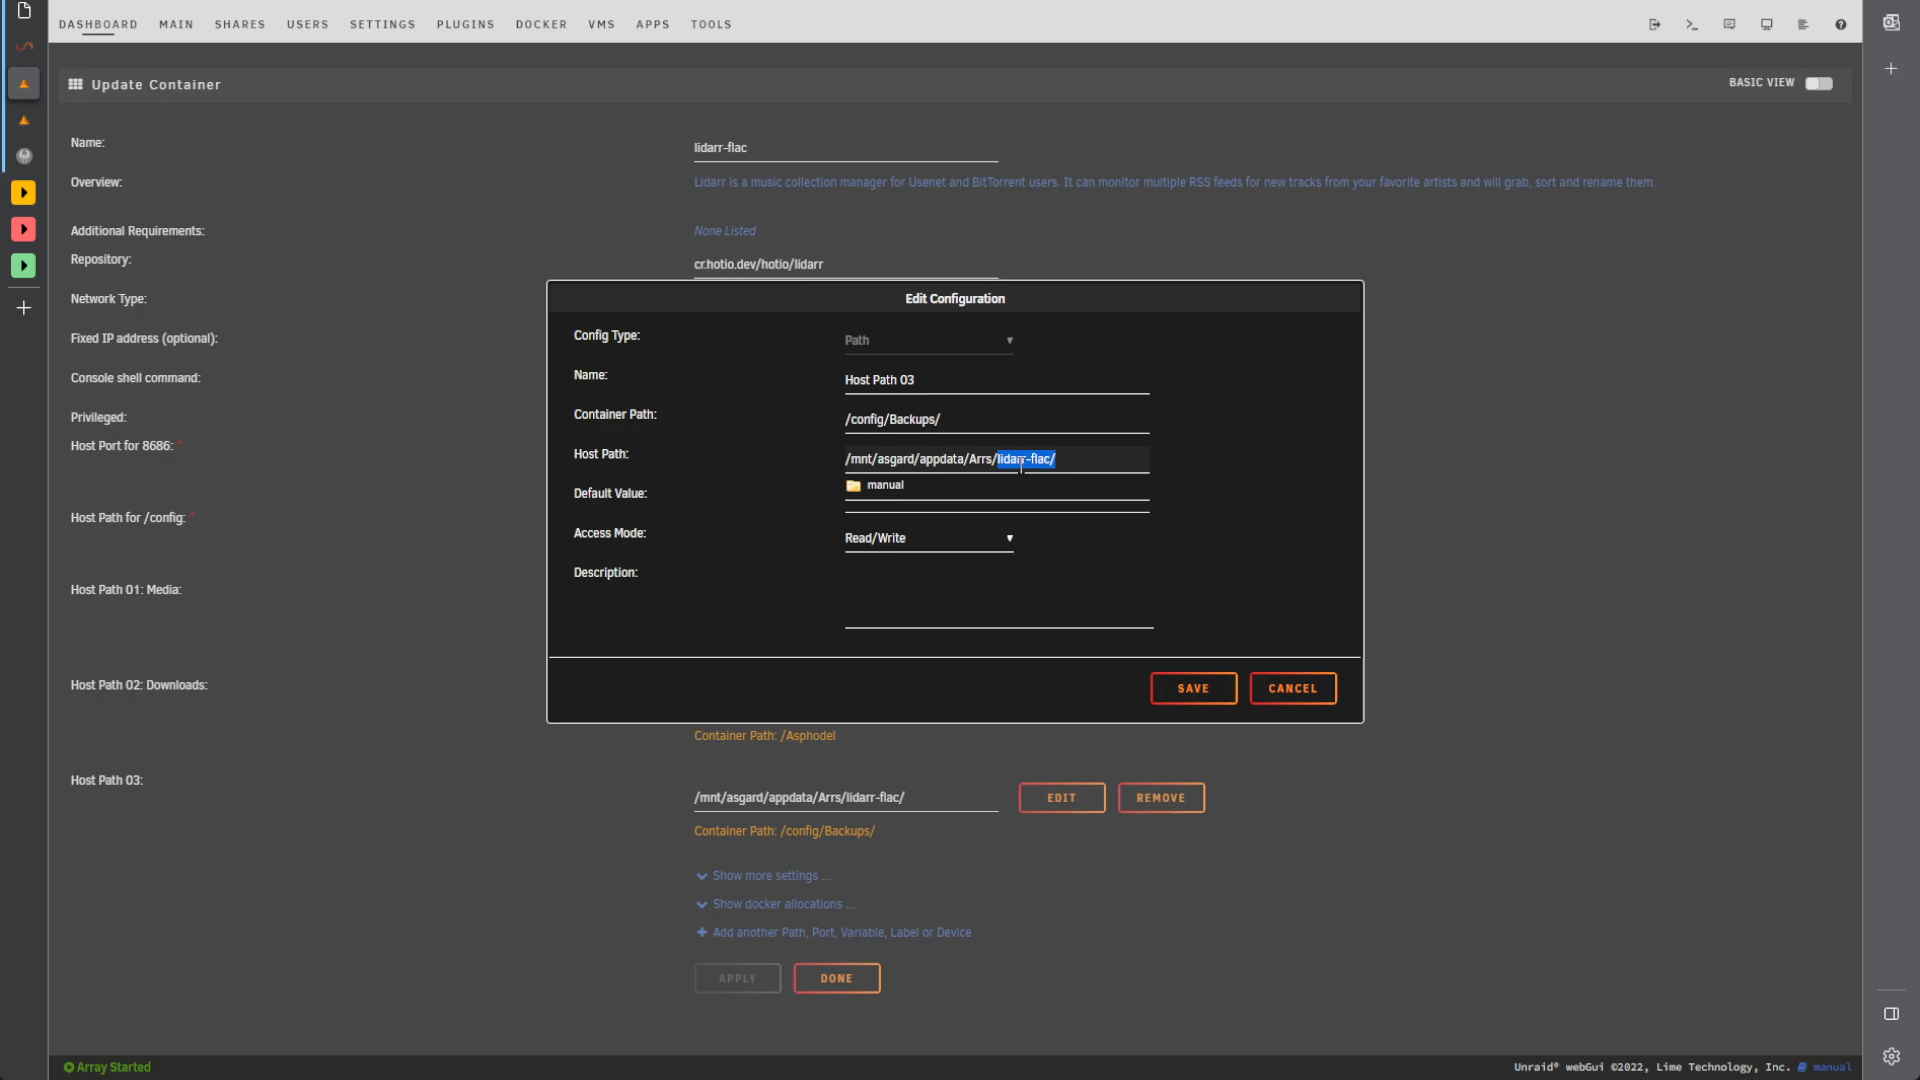 DASHBOARD MAIN SHARES USERS SETTINGS PLUGINS DOCKER VMS APPS TOOLS
Update Container
BASIC VIEW
Name:
lidarr-flac
Overview:
Lidarr is a music collection manager for Usenet and BitTorrent users. It can monitor multiple RSS feeds for new tracks from your favorite artists and will grab, sort and rename them.
Additional Requirements:
None Listed
Repository:
cr.hotio.dev/hotio/lidarr
Network Type:
Fixed IP address (optional):
Console shell command:
Privileged:
Host Port for 8686: *
Host Path for /config: *
Host Path 01: Media:
Host Path 02: Downloads:
Edit Configuration
Config Type:
Path
Name:
Host Path 03
Container Path:
/config/Backups/
Host Path:
/mnt/asgard/appdata/Arrs/lidarr-flac/
manual
Default Value:
Access Mode:
Read/Write
Description:
SAVE CANCEL
Container Path: /Asphodel
Host Path 03:
/mnt/asgard/appdata/Arrs/lidarr-flac/
EDIT REMOVE
Container Path: /config/Backups/
Show more settings ...
Show docker allocations ...
Add another Path, Port, Variable, Label or Device
APPLY DONE
Array Started
Unraid® webGui ©2022, Lime Technology, Inc. manual